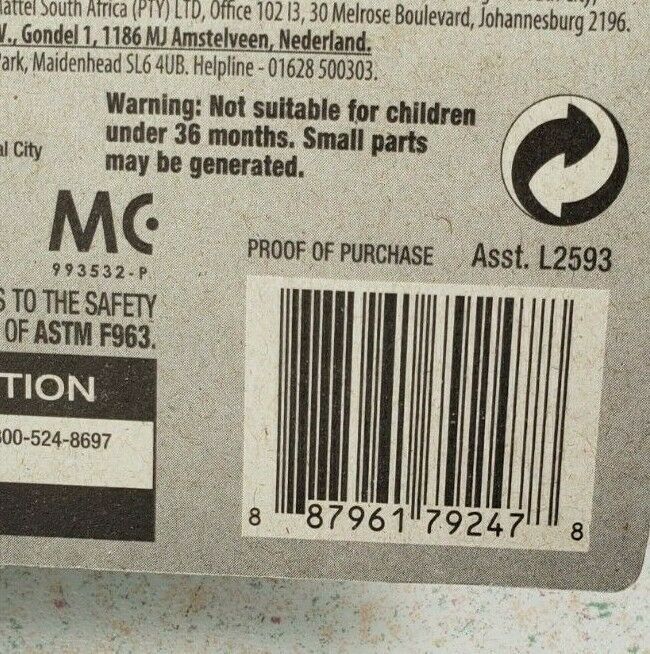 Mattel South Africa (PTY) LTD, Office 102 I3, 30 Melrose Boulevard, Johannesburg 2196.
V., Gondel 1, 1186 MJ Amstelveen, Nederland.
Park, Maidenhead SL6 4UB. Helpline - 01628 500303.
Warning: Not suitable for children
under 36 months. Small parts
may be generated.
al City
MC
993532-P
PROOF OF PURCHASE Asst. L2593
S TO THE SAFETY
OF ASTM F963.
TION
800-524-8697
8 87961 79247 8